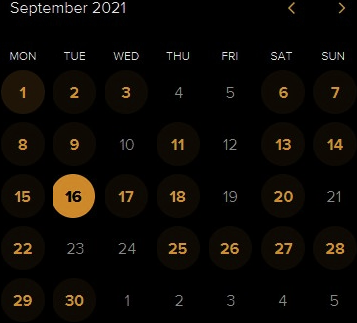 September 2021
MON TUE WED THU FRI SAT SUN
1 2 3 4 5 6 7
8 9 10 11 12 13 14
15 16 17 18 19 20 21
22 23 24 25 26 27 28
29 30 1 2 3 4 5